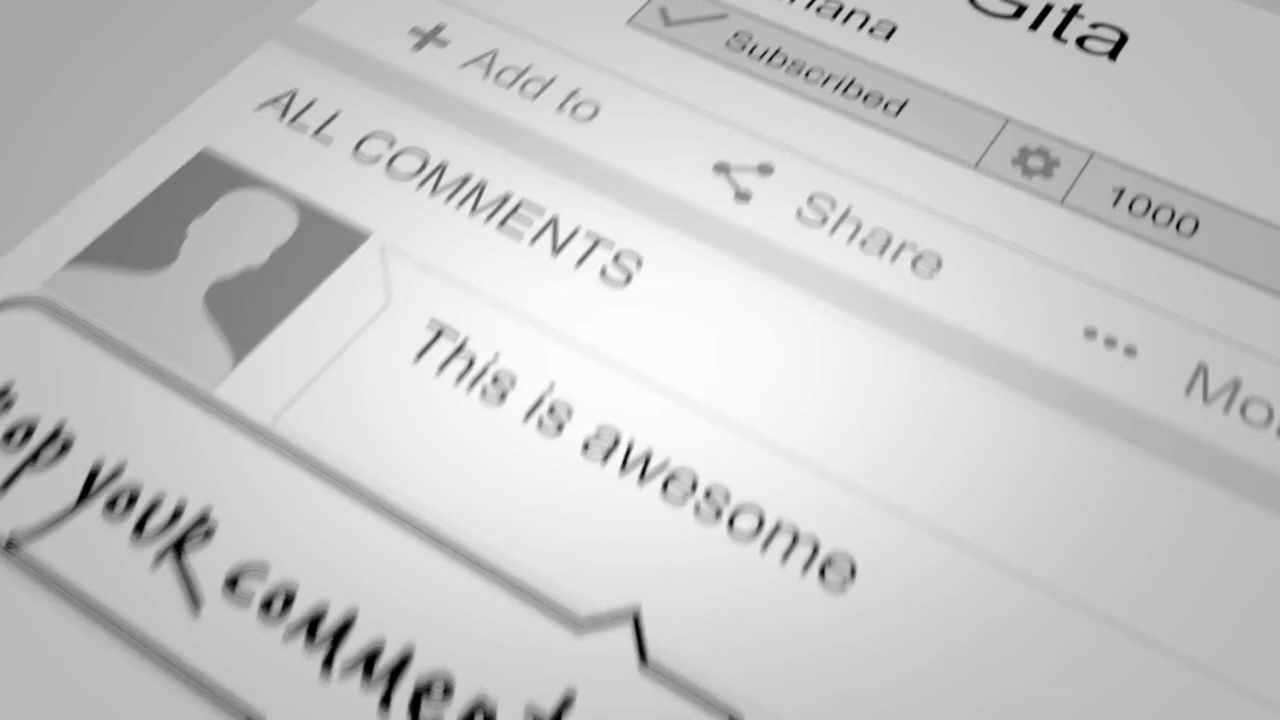 Gita
Subscribed
1000
Add to
Share
ALL COMMENTS
This is awesome
your comment